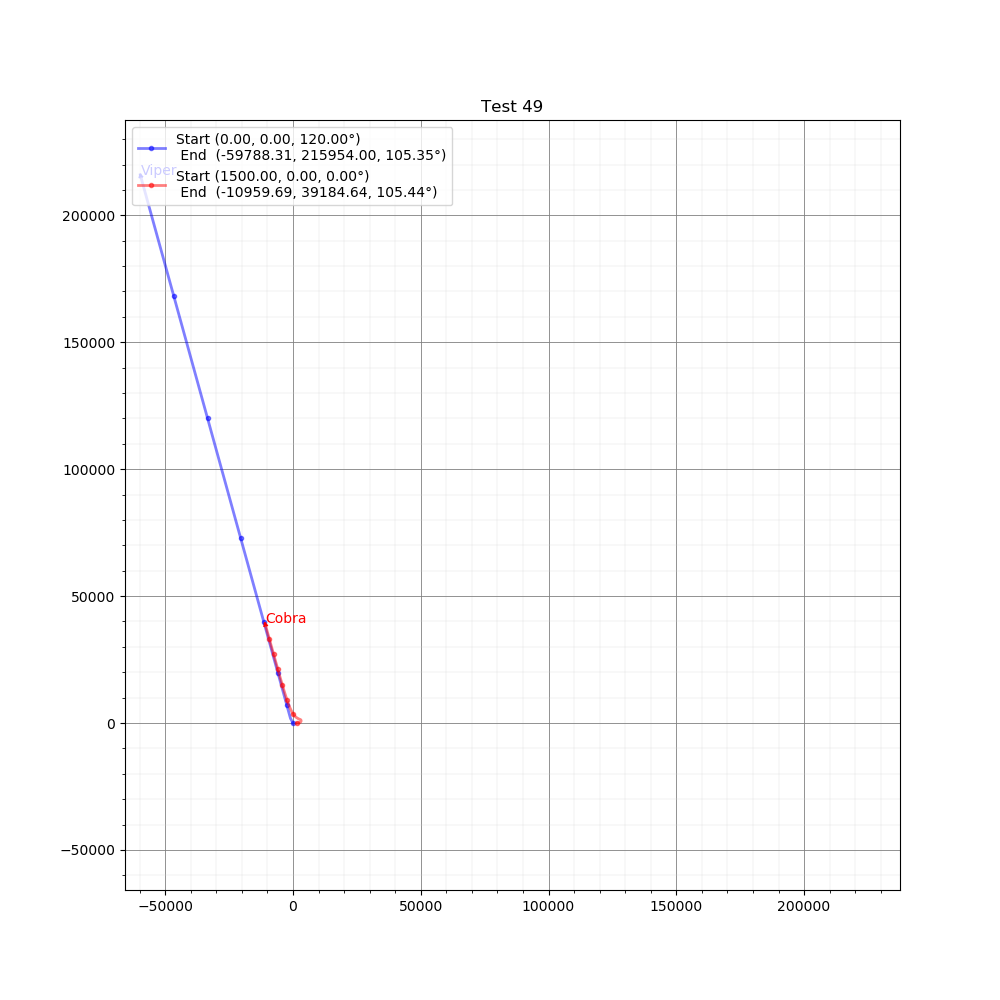 Test 49
Start (0.00, 0.00, 120.00°)
End (-59788.31, 215954.00, 105.35°)
Viper
Start (1500.00, 0.00, 0.00°)
End (-10959.69, 39184.64, 105.44°)
200000
150000
100000
50000
Cobra
0
−50000
−50000 0 50000 100000 150000 200000